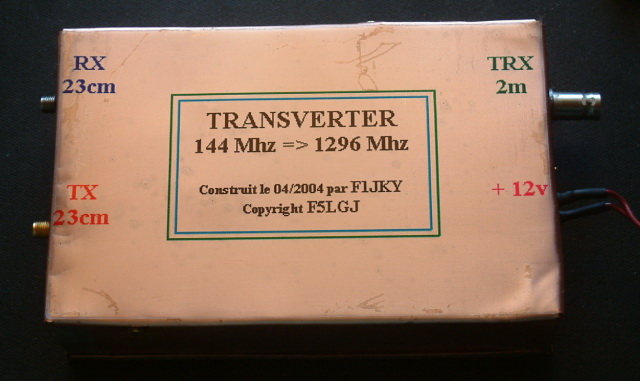 RX
23cm
TRX
2m
TRANSVERTER
144 Mhz => 1296 Mhz
Construit le 04/2004 par F1JKY
Copyright F5LGJ
TX
23cm
+ 12v